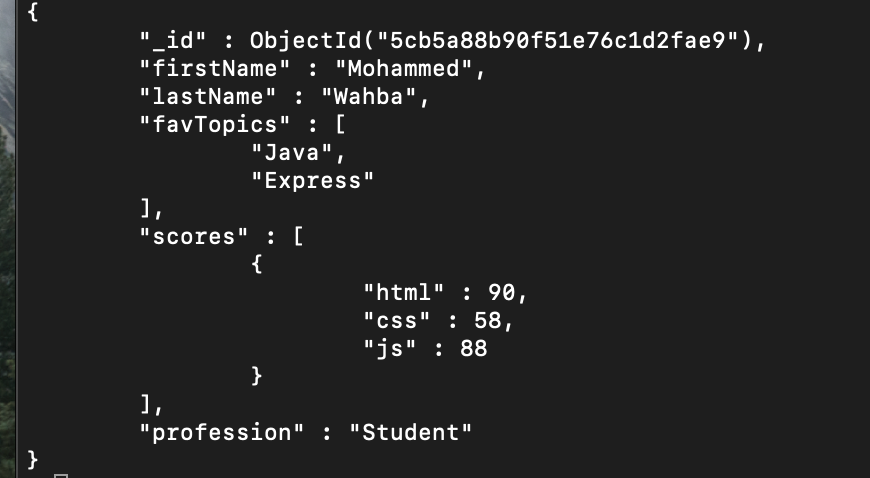 {
"_id" : ObjectId("5cb5a88b90f51e76c1d2fae9"),
"firstName" : "Mohammed",
"lastName" : "Wahba",
"favTopics" : [
"Java",
"Express"
],
"scores" : [
{
"html" : 90,
"css" : 58,
"js" : 88
}
],
"profession" : "Student"
}